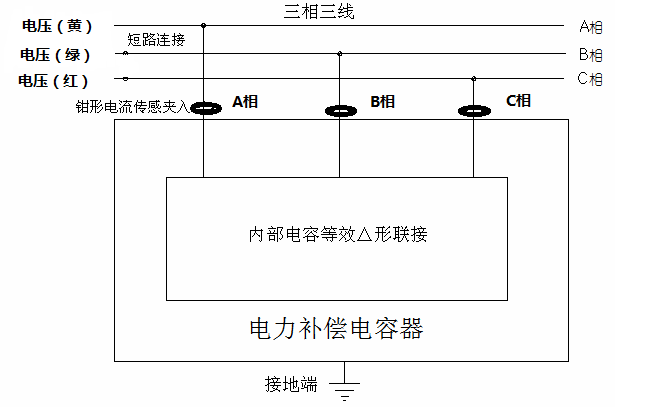 三相三线
电压（黄）
A相
短路连接
电压（绿）
B相
电压（红）
C相
钳形电流传感夹入
A相
B相
C相
内部电容等效△形联接
电力补偿电容器
接地端